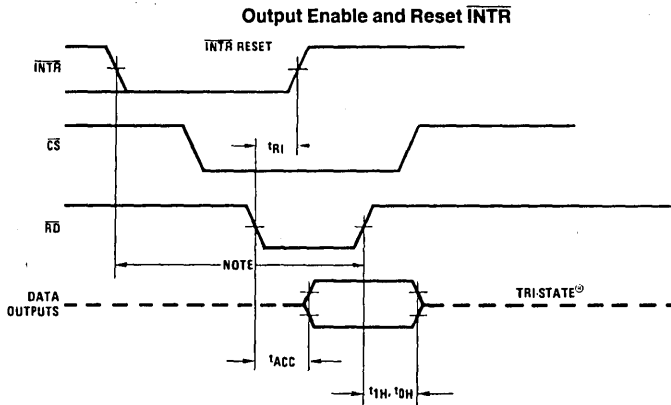 Output Enable and Reset INTR
INTR
INTR RESET
CS
tRI
RD
NOTE
DATA
OUTPUTS
TRI-STATE®
tACC
t1H, t0H